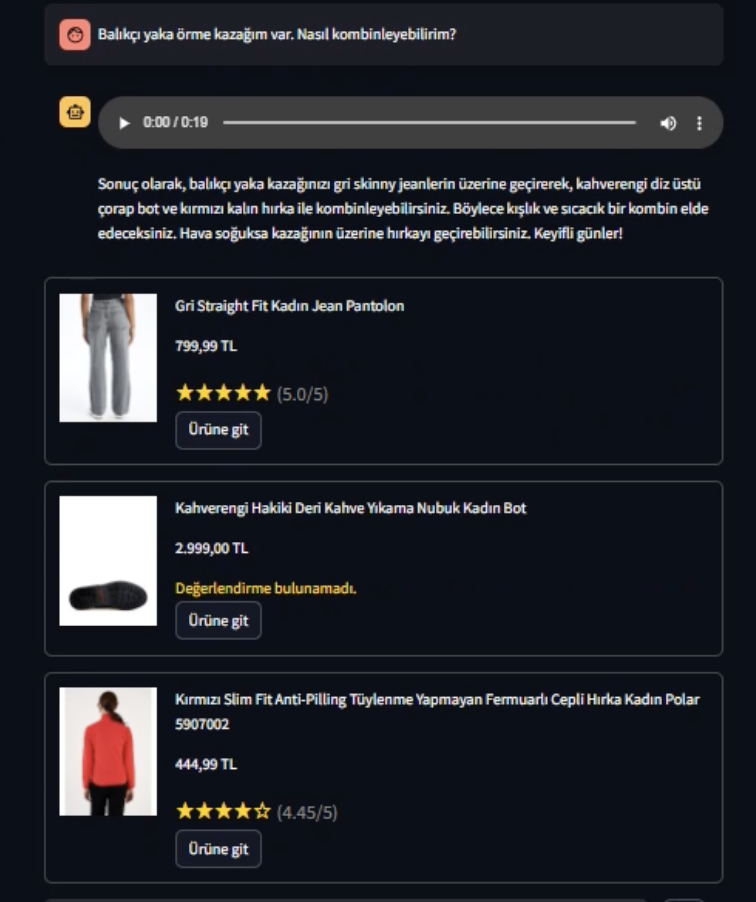 Balıkçı yaka örme kazağım var. Nasıl kombinleyebilirim?
0:00 / 0:19
Sonuç olarak, balıkçı yaka kazağınızı gri skinny jeanlerin üzerine geçirerek, kahverengi diz üstü
çorap bot ve kırmızı kalın hırka ile kombinleyebilirsiniz. Böylece kışlık ve sıcacık bir kombin elde
edeceksiniz. Hava soğuksa kazağının üzerine hırkayı geçirebilirsiniz. Keyifli günler!
Gri Straight Fit Kadın Jean Pantolon
799,99 TL
(5.0/5)
Ürüne git
Kahverengi Hakiki Deri Kahve Yıkama Nubuk Kadın Bot
2.999,00 TL
Değerlendirme bulunamadı.
Ürüne git
Kırmızı Slim Fit Anti-Pilling Tüylenme Yapmayan Fermuarlı Cepli Hırka Kadın Polar
5907002
444,99 TL
(4.45/5)
Ürüne git